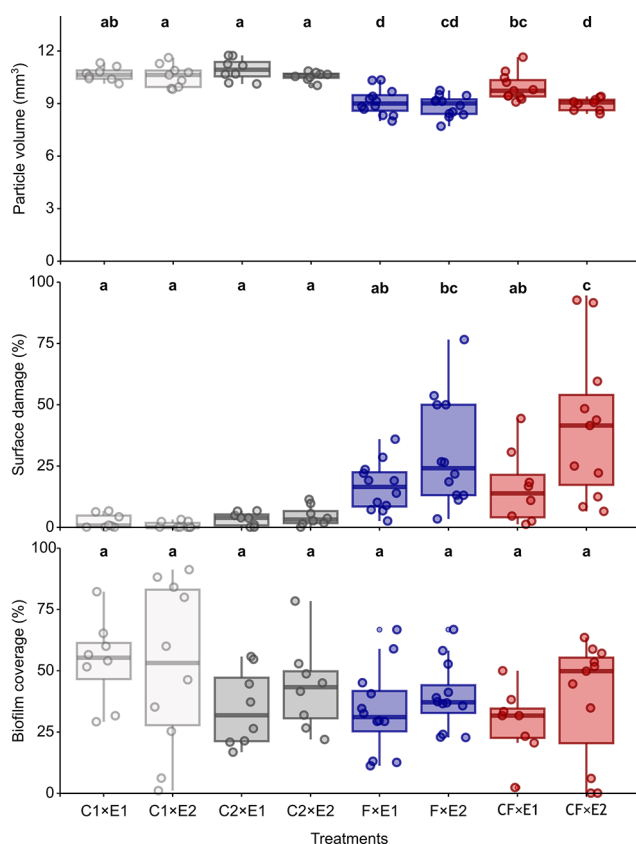 ab a a a d cd bc d
Particle volume (mm³)
12
9
6
3
0
a a a a ab bc ab c
Surface damage (%)
100
75
50
25
0
a a a a a a a a
Biofilm coverage (%)
100
75
50
25
0
C1×E1 C1×E2 C2×E1 C2×E2 F×E1 F×E2 CF×E1 CF×E2
Treatments